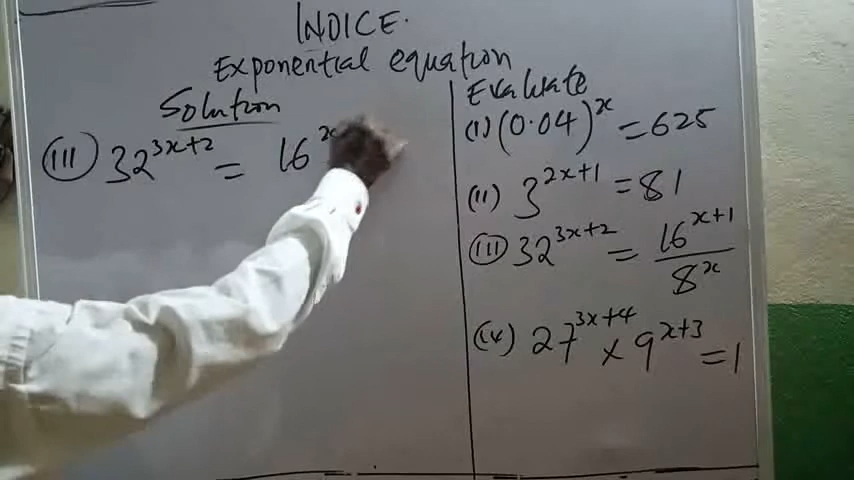 INDICE.
Exponential equation
Solution
(III) 32^{3x+2} = 16^x
Evaluate
(I) (0.04)^x = 625
(II) 3^{2x+1} = 81
(III) 32^{3x+2} = 16^{x+1} / 8^x
(IV) 27^{3x+4} × 9^{x+3} = 1